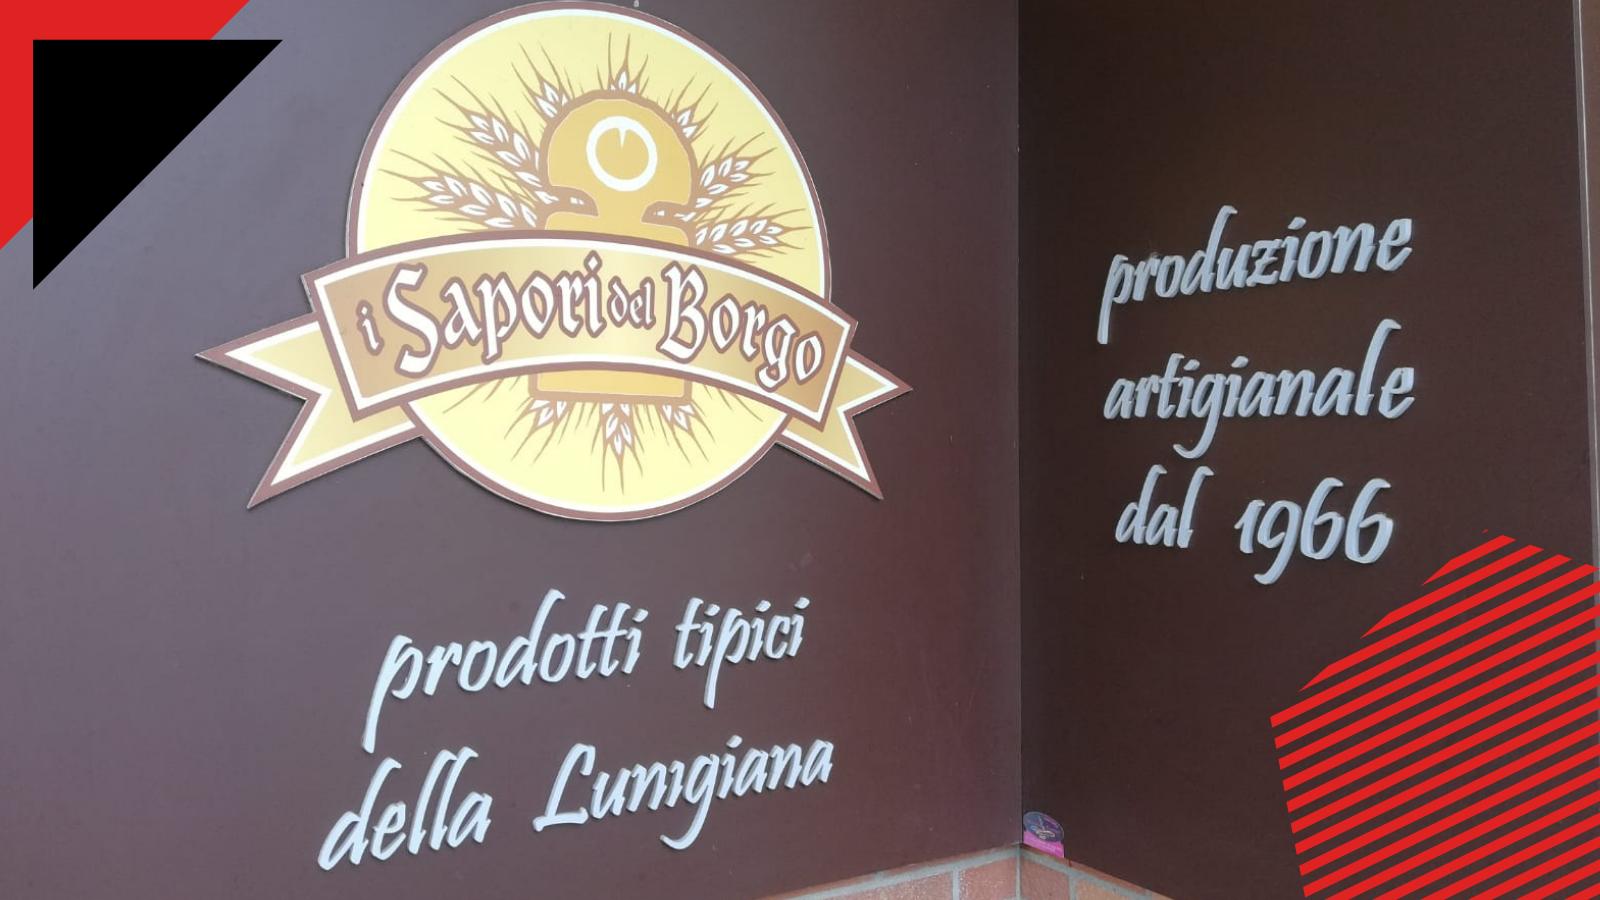 i Sapori del Borgo
prodotti tipici
della Lunigiana
produzione
artigianale
dal 1966